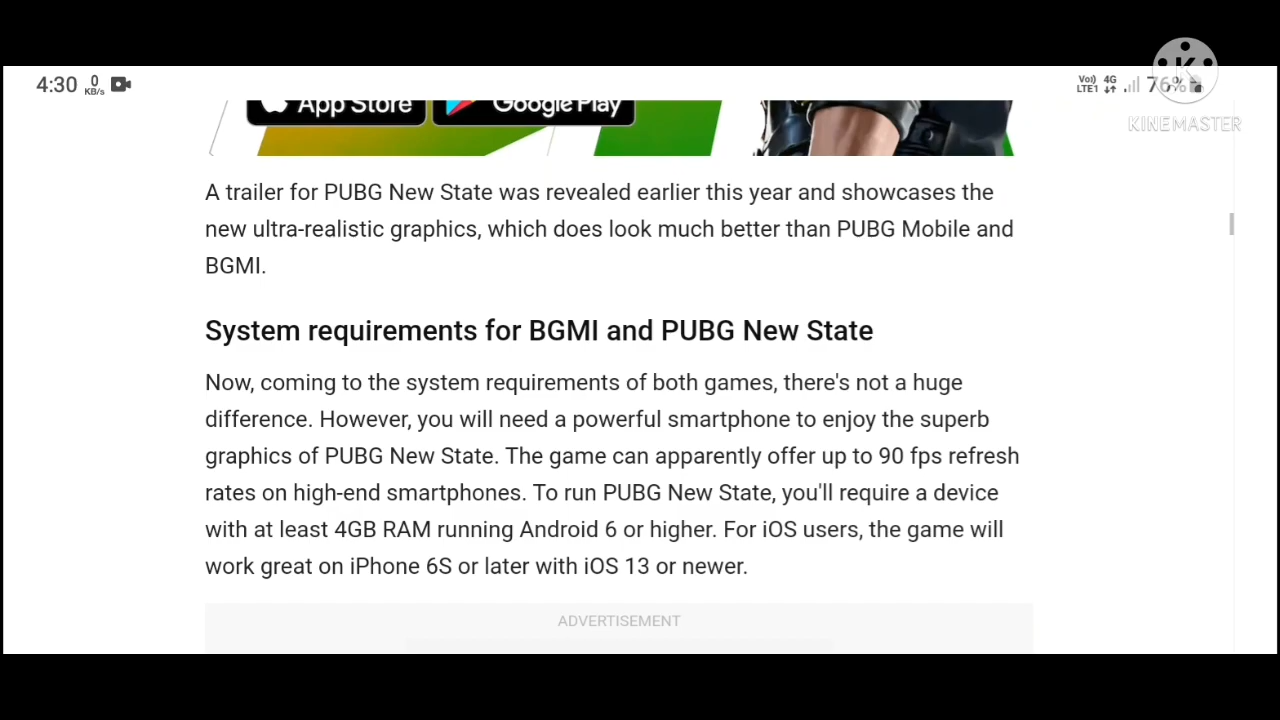 4:30 0 KB/s Vo) 4G LTE1 76%
K
KINEMASTER
App Store Google Play
A trailer for PUBG New State was revealed earlier this year and showcases the
new ultra-realistic graphics, which does look much better than PUBG Mobile and
BGMI.
System requirements for BGMI and PUBG New State
Now, coming to the system requirements of both games, there's not a huge
difference. However, you will need a powerful smartphone to enjoy the superb
graphics of PUBG New State. The game can apparently offer up to 90 fps refresh
rates on high-end smartphones. To run PUBG New State, you'll require a device
with at least 4GB RAM running Android 6 or higher. For iOS users, the game will
work great on iPhone 6S or later with iOS 13 or newer.
ADVERTISEMENT